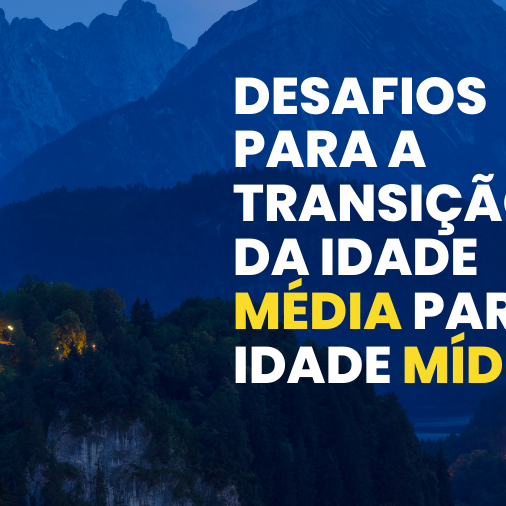 DESAFIOS
PARA A
TRANSIÇÃ
DA IDADE
MÉDIA PAR
IDADE MÍD